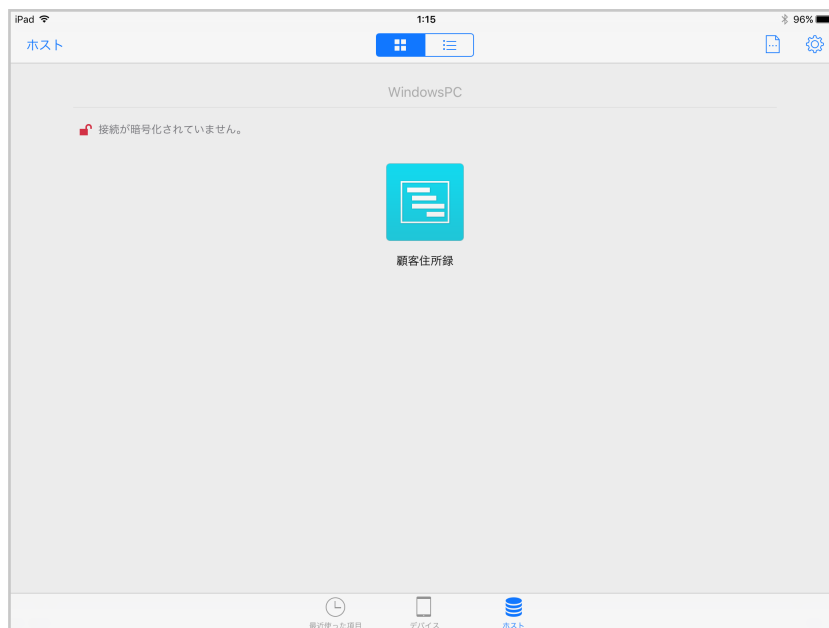 iPad 1:15 96%
ホスト
WindowsPC
接続が暗号化されていません。
顧客住所録
最近使った項目 デバイス ホスト